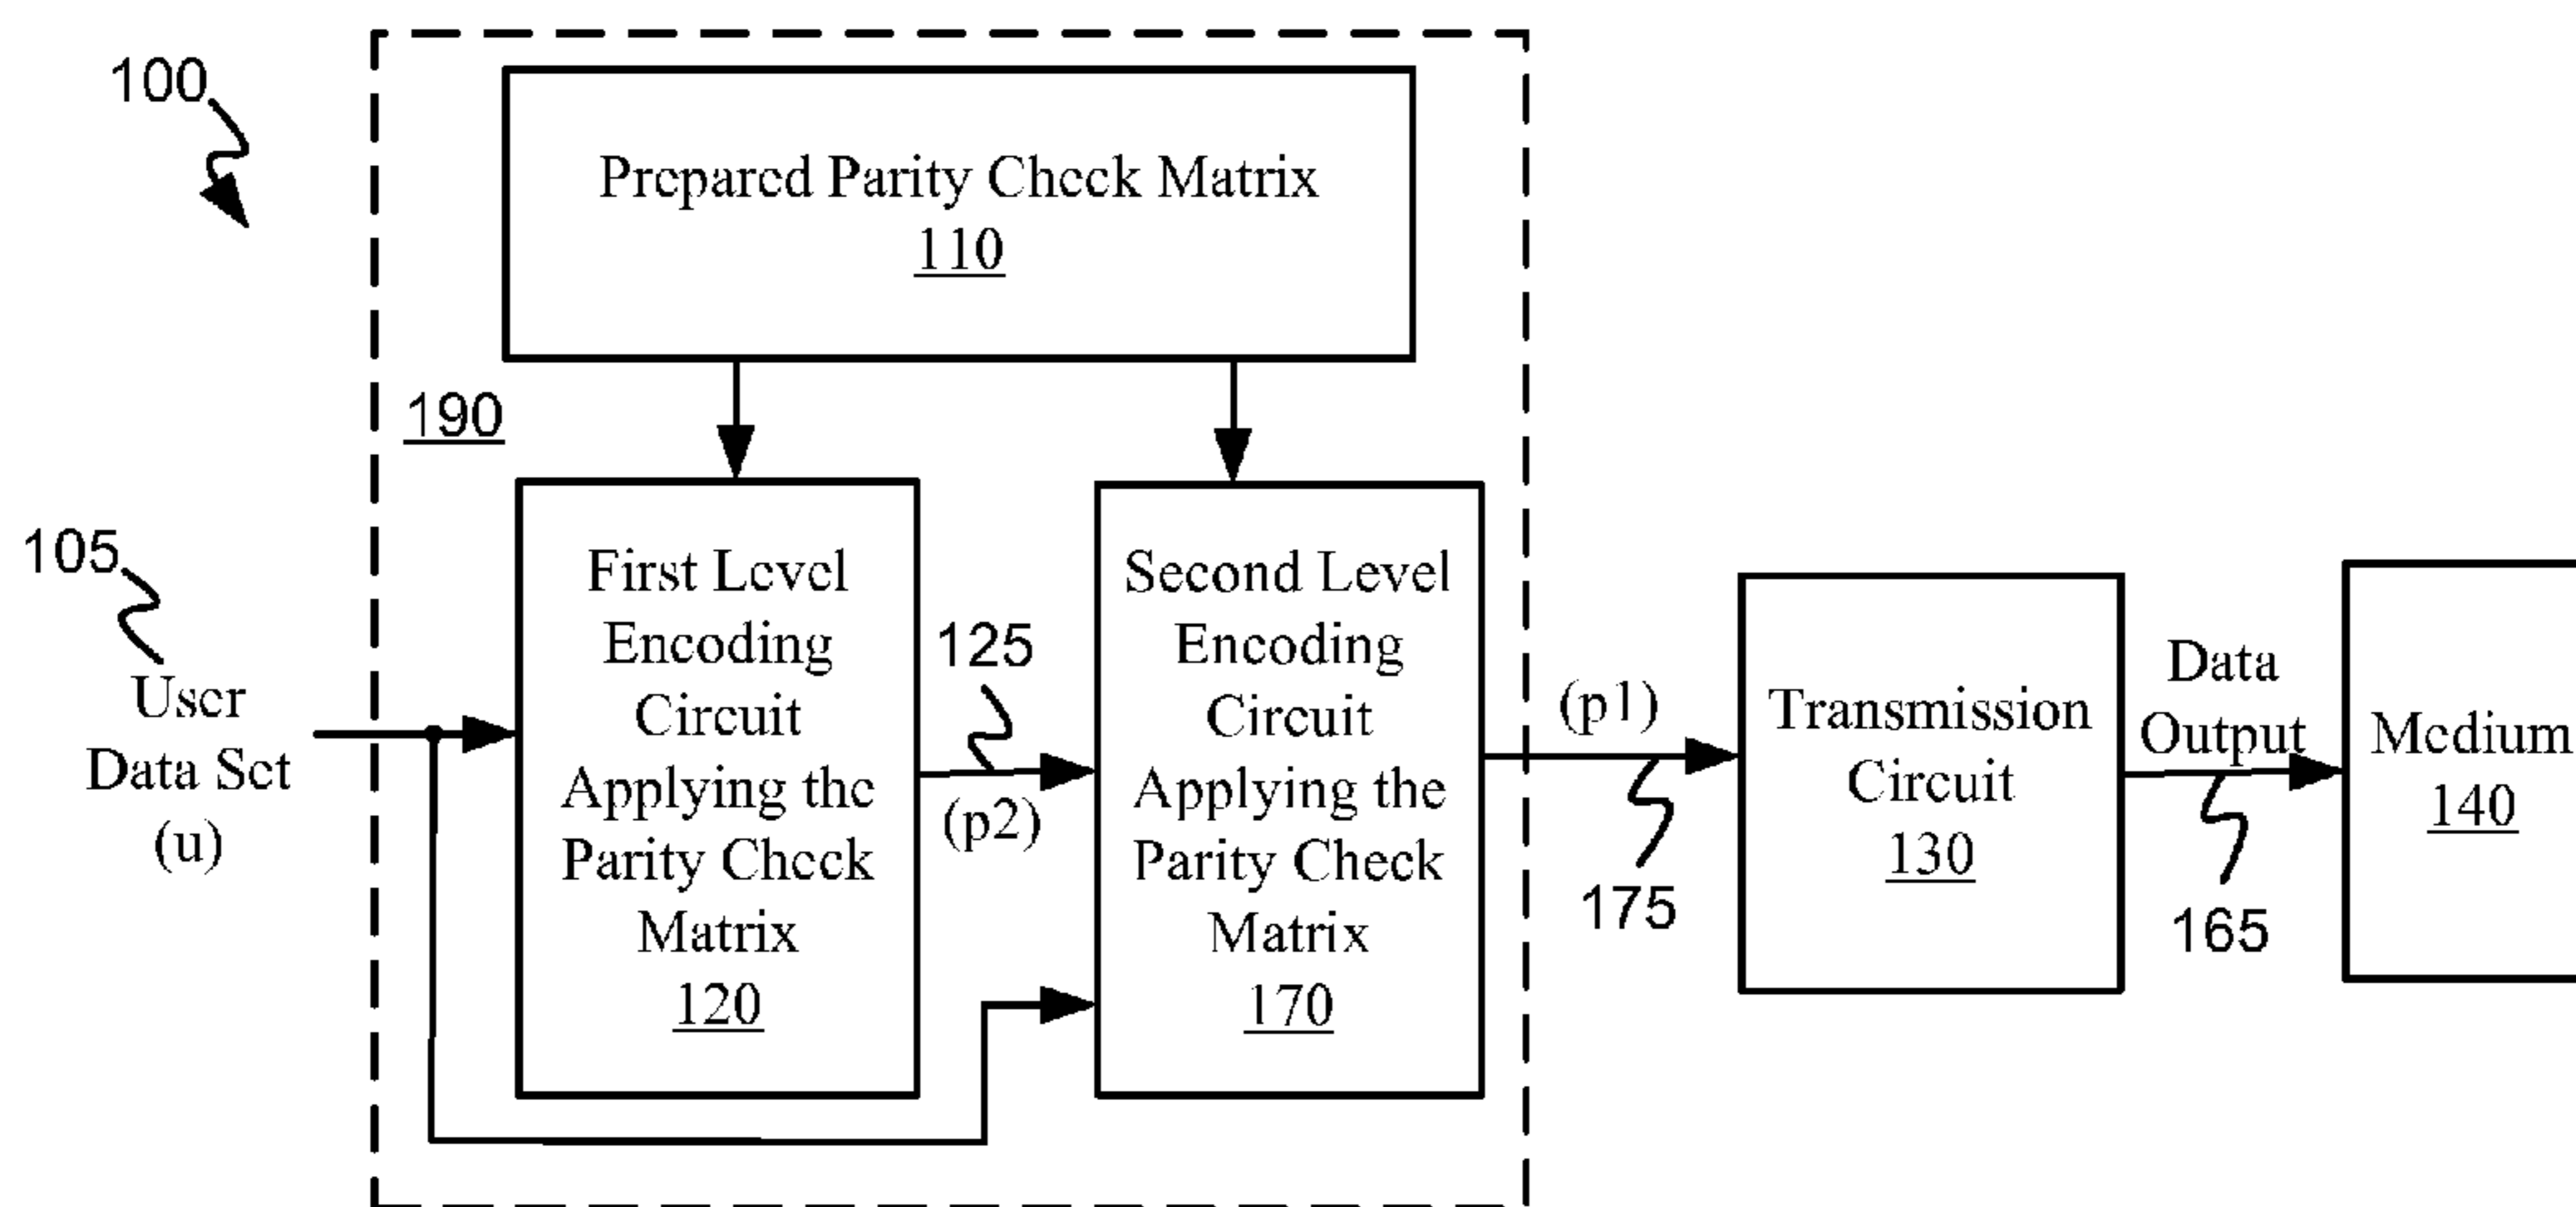 100
Prepared Parity Check Matrix
110
190
105
User
Data Set
(u)
First Level
Encoding
Circuit
Applying the
Parity Check
Matrix
120
125
(p2)
Second Level
Encoding
Circuit
Applying the
Parity Check
Matrix
170
(p1)
175
Transmission
Circuit
130
Data
Output
165
Medium
140